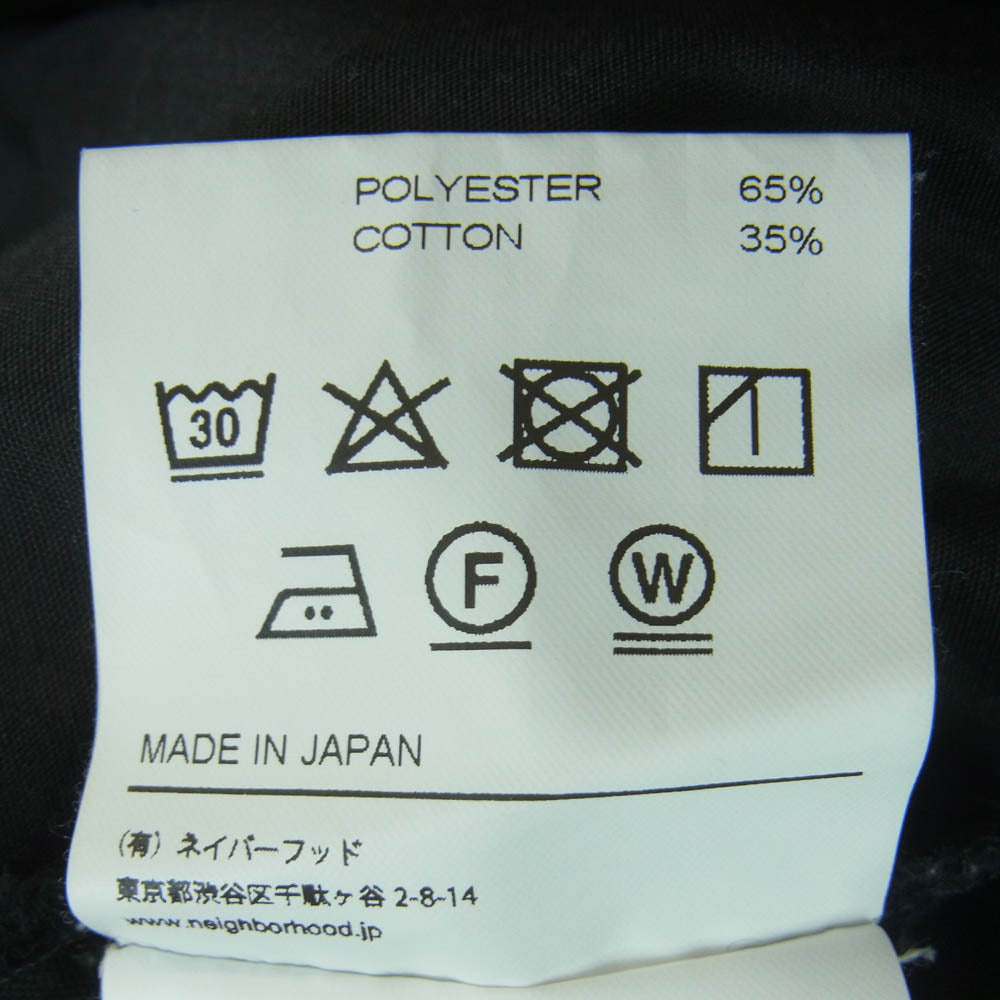 POLYESTER 65%
COTTON 35%
30
F W
MADE IN JAPAN
(有) ネイバーフッド
東京都渋谷区千駄ヶ谷 2-8-14
www.neighborhood.jp